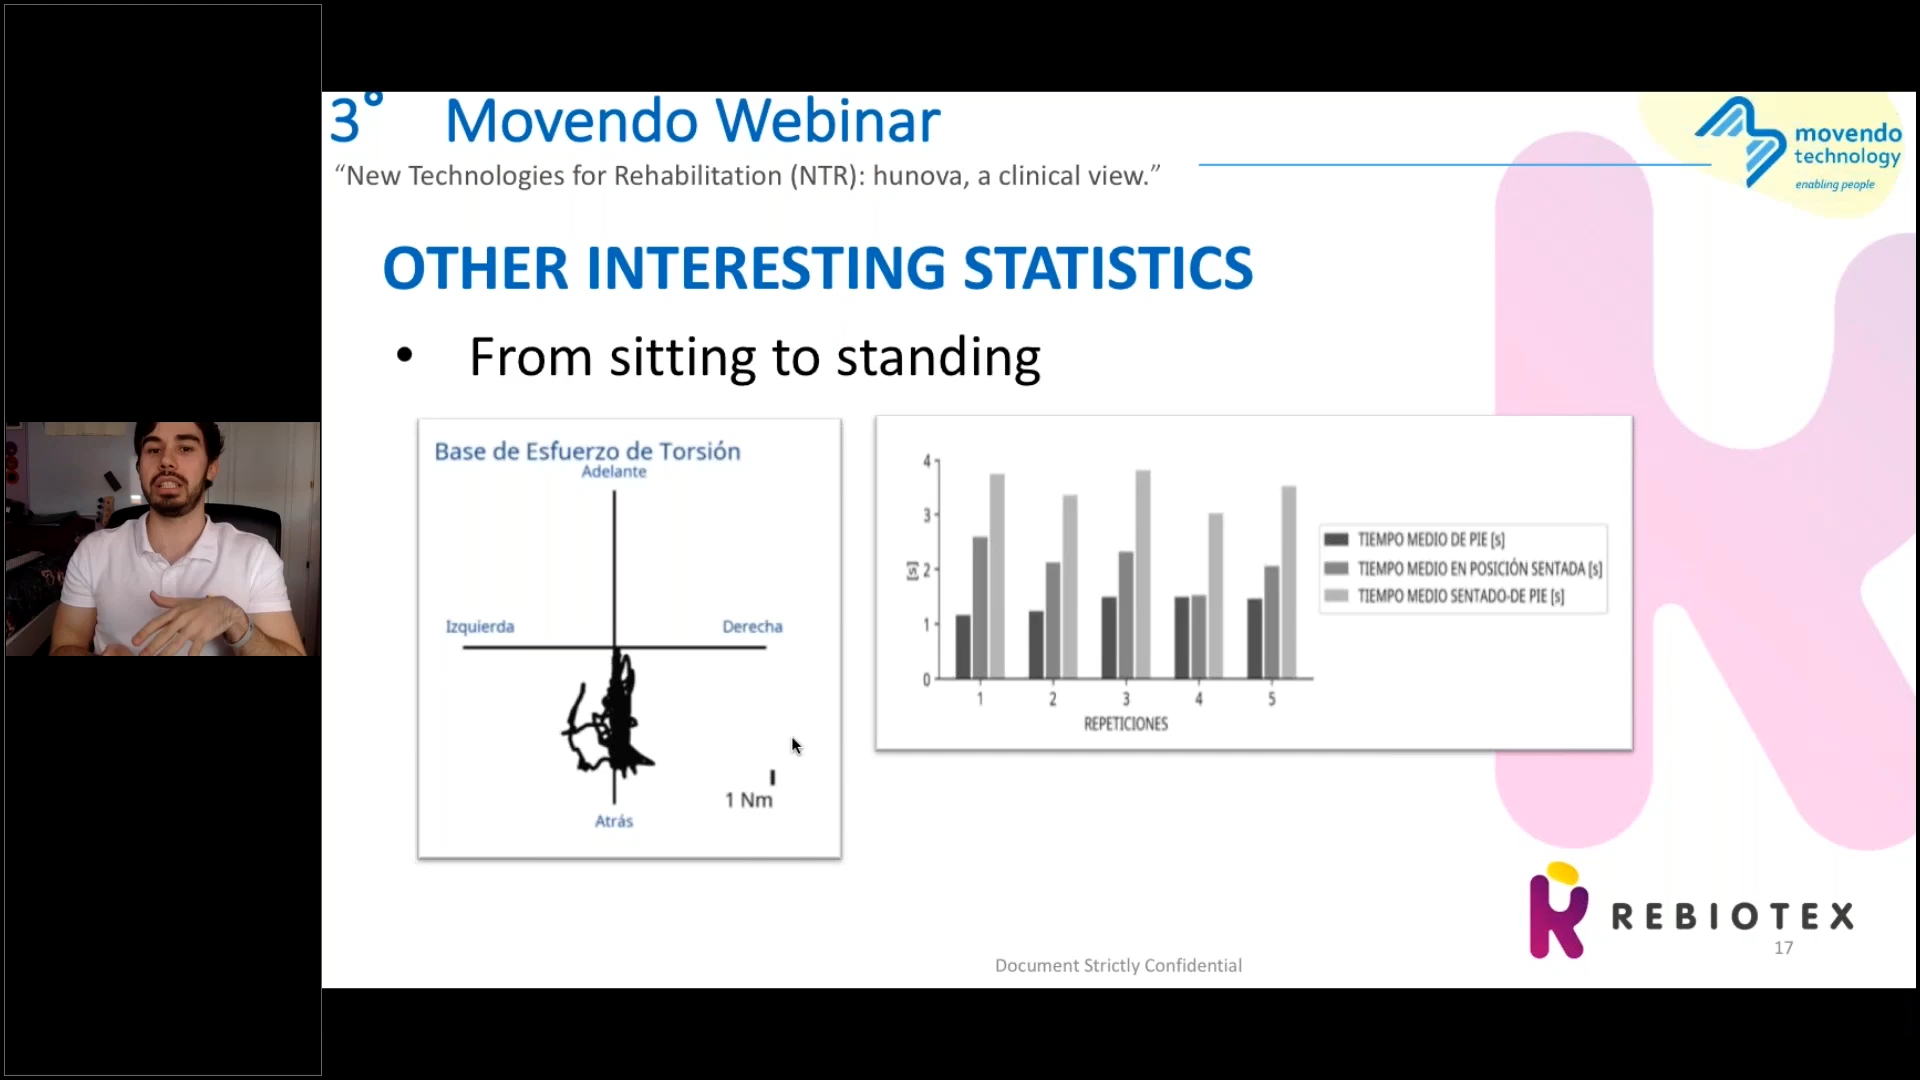 3° Movendo Webinar
“New Technologies for Rehabilitation (NTR): hunova, a clinical view.”
movendo
technology
enabling people
OTHER INTERESTING STATISTICS
• From sitting to standing
Base de Esfuerzo de Torsión
Adelante
Izquierda
Derecha
1 Nm
Atrás
4
3
2
1
0
[s]
1 2 3 4 5
REPETICIONES
TIEMPO MEDIO DE PIE [s]
TIEMPO MEDIO EN POSICIÓN SENTADA [s]
TIEMPO MEDIO SENTADO-DE PIE [s]
REBIOTEX
17
Document Strictly Confidential